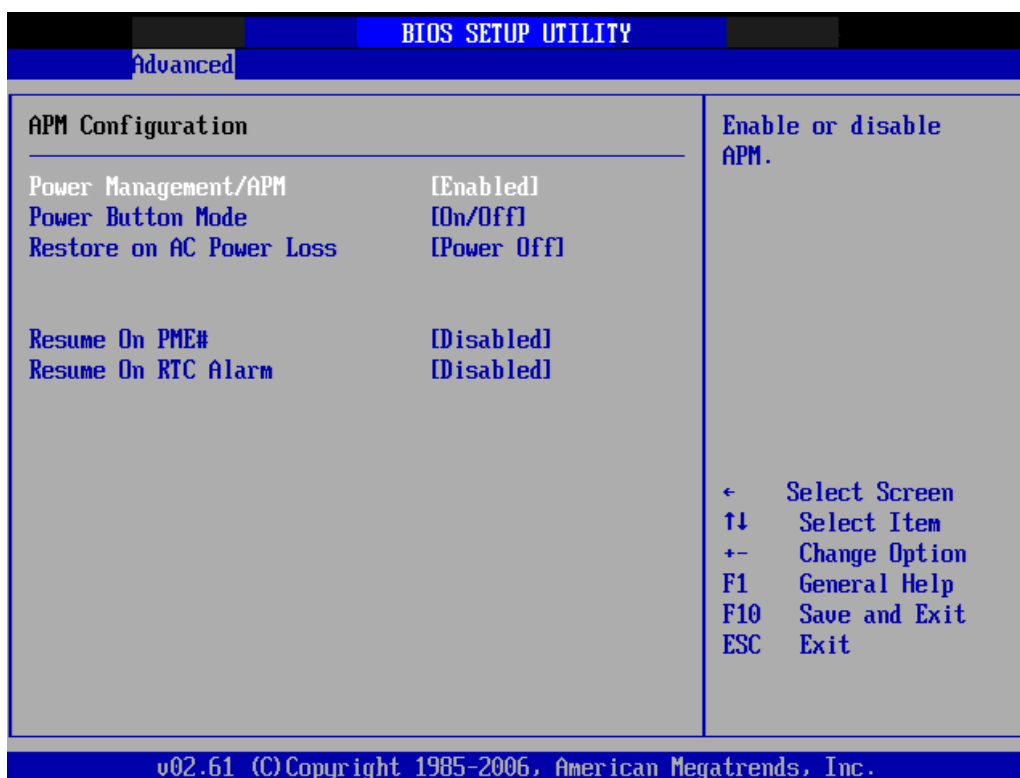 BIOS SETUP UTILITY
Advanced
APM Configuration
Power Management/APM [Enabled]
Power Button Mode [On/Off]
Restore on AC Power Loss [Power Off]
Resume On PME# [Disabled]
Resume On RTC Alarm [Disabled]
Enable or disable
APM.
← Select Screen
↑↓ Select Item
+- Change Option
F1 General Help
F10 Save and Exit
ESC Exit
v02.61 (C)Copyright 1985-2006, American Megatrends, Inc.